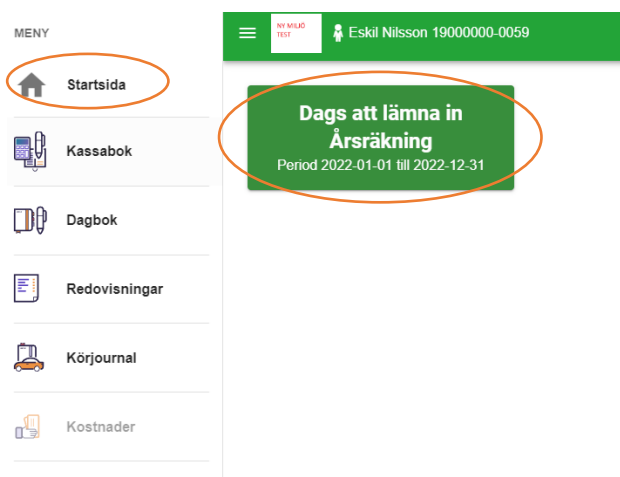 MENY
Startsida
Kassabok
Dagbok
Redovisningar
Körjournal
Kostnader
NY MILJÖ
TEST
Eskil Nilsson 19000000-0059
Dags att lämna in
Årsräkning
Period 2022-01-01 till 2022-12-31